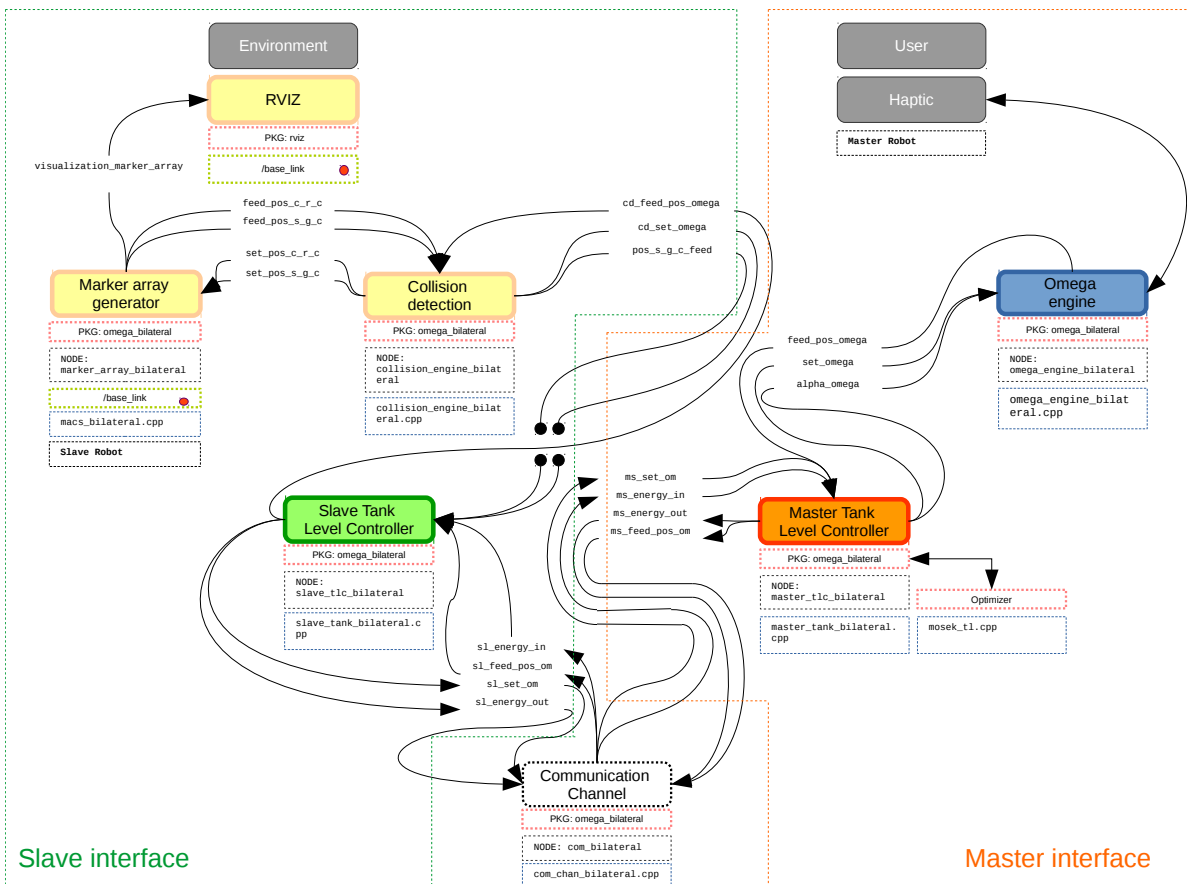 Environment
RVIZ
PKG: rviz
/base_link
visualization_marker_array
feed_pos_c_r_c
feed_pos_s_g_c
set_pos_c_r_c
set_pos_s_g_c
Marker array
generator
PKG: omega_bilateral
NODE:
marker_array_bilateral
/base_link
macs_bilateral.cpp
Slave Robot
Collision
detection
PKG: omega_bilateral
NODE:
collision_engine_bilat
eral
collision_engine_bilat
eral.cpp
cd_feed_pos_omega
cd_set_omega
pos_s_g_c_feed
User
Haptic
Master Robot
Omega
engine
PKG: omega_bilateral
NODE:
omega_engine_bilateral
omega_engine_bilat
eral.cpp
feed_pos_omega
set_omega
alpha_omega
Slave Tank
Level Controller
PKG: omega_bilateral
NODE:
slave_tlc_bilateral
slave_tank_bilateral.c
pp
ms_set_om
ms_energy_in
ms_energy_out
ms_feed_pos_om
Master Tank
Level Controller
PKG: omega_bilateral
NODE:
master_tlc_bilateral
master_tank_bilateral.
cpp
Optimizer
mosek_tl.cpp
sl_energy_in
sl_feed_pos_om
sl_set_om
sl_energy_out
Communication
Channel
PKG: omega_bilateral
NODE: com_bilateral
com_chan_bilateral.cpp
Slave interface
Master interface